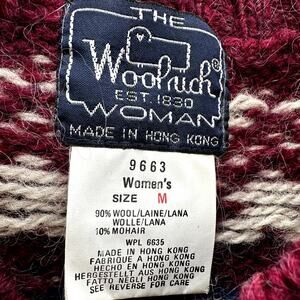 THE
Woolrich
EST. 1830
WOMAN
MADE IN HONG KONG
9663
Women's
SIZE M
90% WOOL/LAINE/LANA
WOLLE/LANA
10% MOHAIR
WPL 6635
MADE IN HONG KONG
FABRIQUE A HONG KONG
HECHO EN HONG KONG
HERGESTELLT AUS HONG KONG
FATTO NEGLI HONG KONG
SEE REVERSE FOR CARE